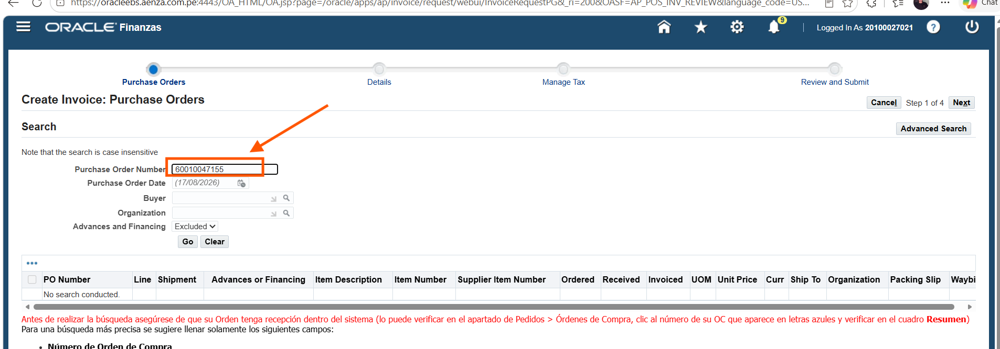 https://oracleebs.aenza.com.pe:4443/OA_HTML/OA.jsp?page=/oracle/apps/ap/invoice/request/webui/InvoiceRequestPG&_ri=200&OASF=AP_POS_INV_REVIEW&language_code=US...
Chat
ORACLE Finanzas
9
Logged In As 20100027021
?
Purchase Orders
Details
Manage Tax
Review and Submit
Create Invoice: Purchase Orders
Cancel Step 1 of 4 Next
Search
Advanced Search
Note that the search is case insensitive
Purchase Order Number 60010047155
Purchase Order Date (17/08/2026)
Buyer
Organization
Advances and Financing Excluded
Go Clear
PO Number Line Shipment Advances or Financing Item Description Item Number Supplier Item Number Ordered Received Invoiced UOM Unit Price Curr Ship To Organization Packing Slip Waybi
No search conducted.
Antes de realizar la búsqueda asegúrese de que su Orden tenga recepción dentro del sistema (lo puede verificar en el apartado de Pedidos > Órdenes de Compra, clic al número de su OC que aparece en letras azules y verificar en el cuadro Resumen)
Para una búsqueda más precisa se sugiere llenar solamente los siguientes campos:
• Número de Orden de Compra